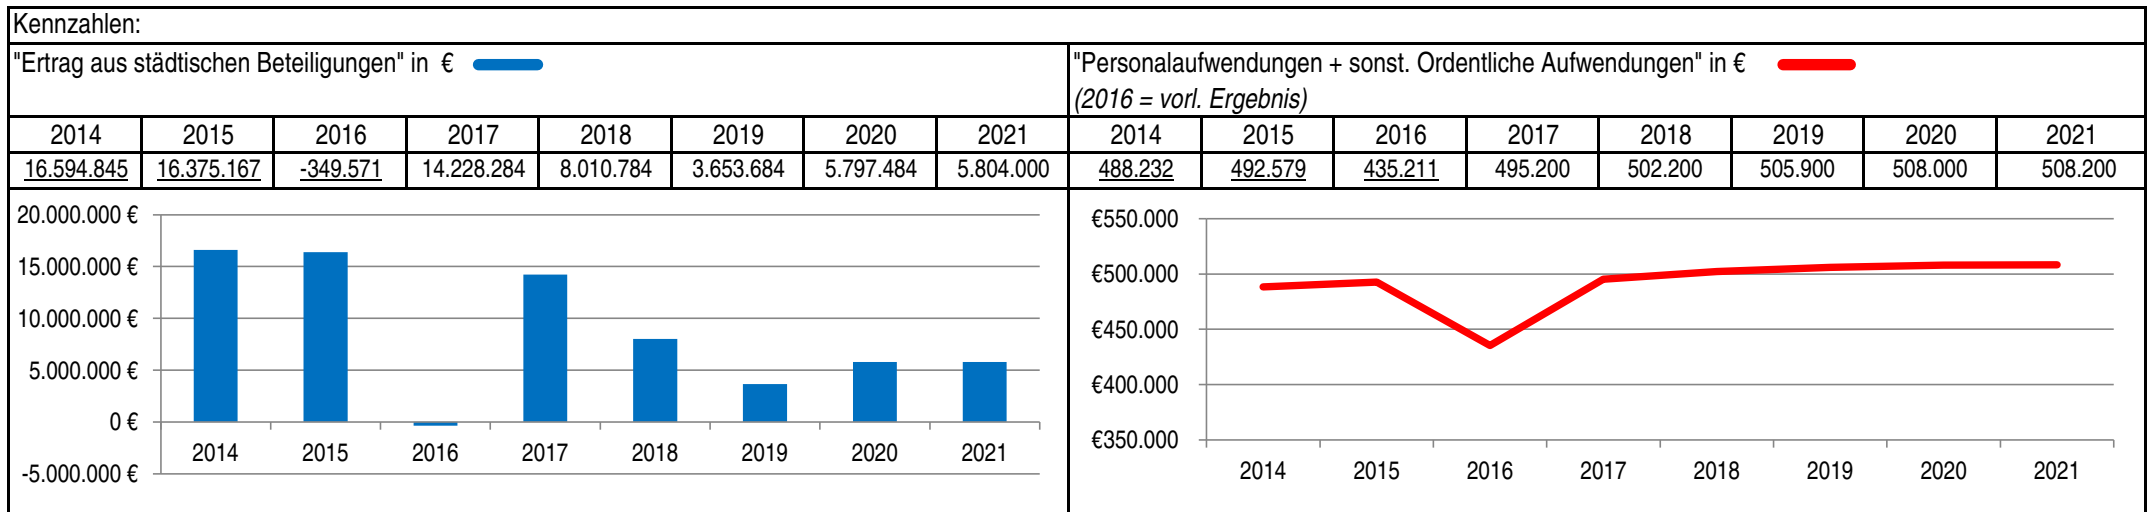 Kennzahlen:
"Ertrag aus städtischen Beteiligungen" in €
"Personalaufwendungen + sonst. Ordentliche Aufwendungen" in €
(2016 = vorl. Ergebnis)
2014 2015 2016 2017 2018 2019 2020 2021 2014 2015 2016 2017 2018 2019 2020 2021
16.594.845 16.375.167 -349.571 14.228.284 8.010.784 3.653.684 5.797.484 5.804.000 488.232 492.579 435.211 495.200 502.200 505.900 508.000 508.200
20.000.000 €
15.000.000 €
10.000.000 €
5.000.000 €
0 €
-5.000.000 €
2014 2015 2016 2017 2018 2019 2020 2021
€550.000
€500.000
€450.000
€400.000
€350.000
2014 2015 2016 2017 2018 2019 2020 2021